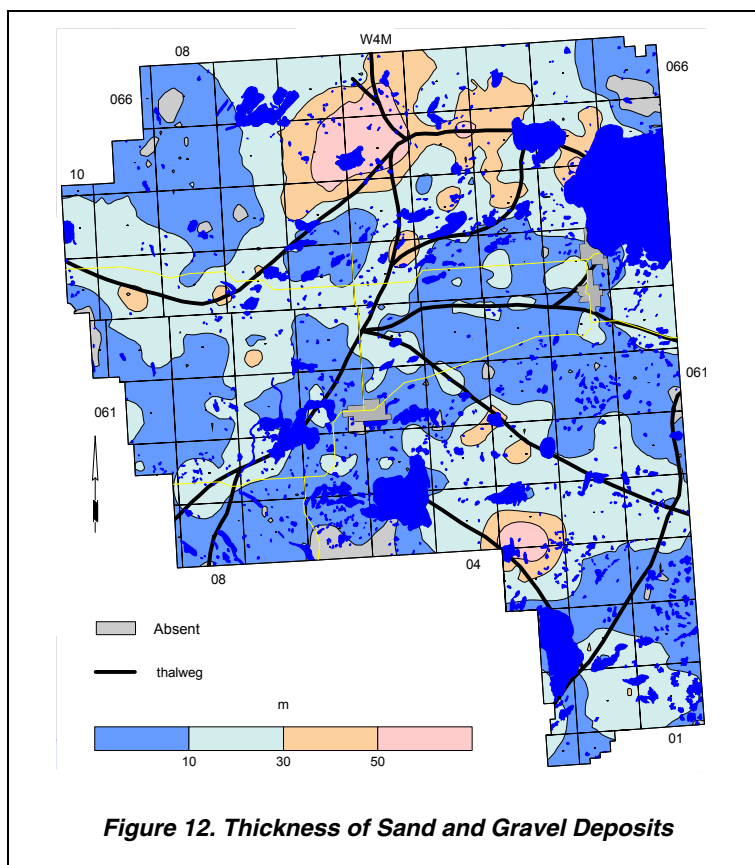 W4M
08
066
066
10
061
061
08
04
Absent
thalweg
m
10 30 50
01
Figure 12. Thickness of Sand and Gravel Deposits